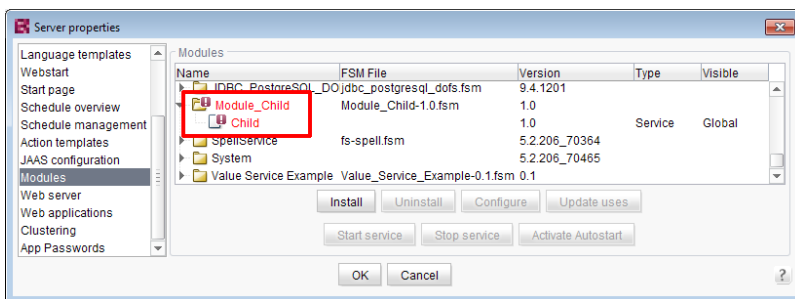 Server properties
Language templates
Webstart
Start page
Schedule overview
Schedule management
Action templates
JAAS configuration
Modules
Web server
Web applications
Clustering
App Passwords
Modules
Name FSM File Version Type Visible
JDBC_PostgreSQL_DO jdbc_postgresql_dofs.fsm 9.4.1201
Module_Child Module_Child-1.0.fsm 1.0
Child 1.0 Service Global
SpellService fs-spell.fsm 5.2.206_70364
System 5.2.206_70465
Value Service Example Value_Service_Example-0.1.fsm 0.1
Install Uninstall Configure Update uses
Start service Stop service Activate Autostart
OK Cancel ?